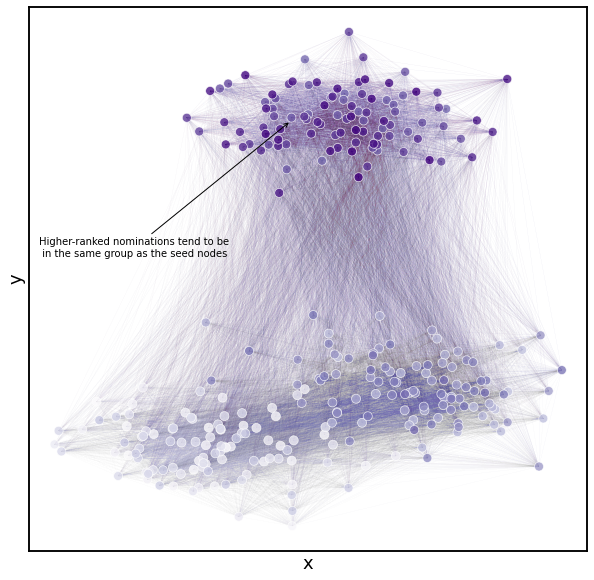 Higher-ranked nominations tend to be
in the same group as the seed nodes
y
x